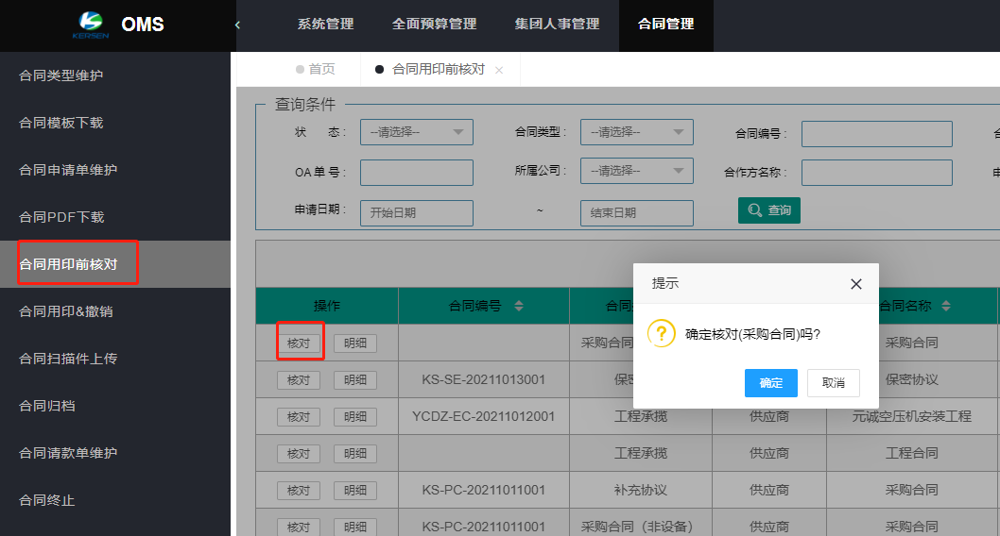 KERSEN OMS
系统管理 全面预算管理 集团人事管理 合同管理
首页 合同用印前核对
合同类型维护
合同模板下载
合同申请单维护
合同PDF下载
合同用印前核对
合同用印&撤销
合同扫描件上传
合同归档
合同请款单维护
合同终止
查询条件
状 态: --请选择-- 合同类型: --请选择-- 合同编号:
OA单号: 所属公司: --请选择-- 合作方名称:
申请日期: 开始日期 ~ 结束日期 查询
操作 合同编号 合同 合同名称
核对 明细 采购合同 采购合同
核对 明细 KS-SE-20211013001 保 保密协议
核对 明细 YCDZ-EC-20211012001 工程承揽 供应商 元诚空压机安装工程
核对 明细 工程承揽 供应商 工程合同
核对 明细 KS-PC-20211011001 补充协议 供应商 采购合同
核对 明细 KS-PC-20211011001 采购合同（非设备） 供应商 采购合同
提示
确定核对(采购合同)吗?
确定 取消